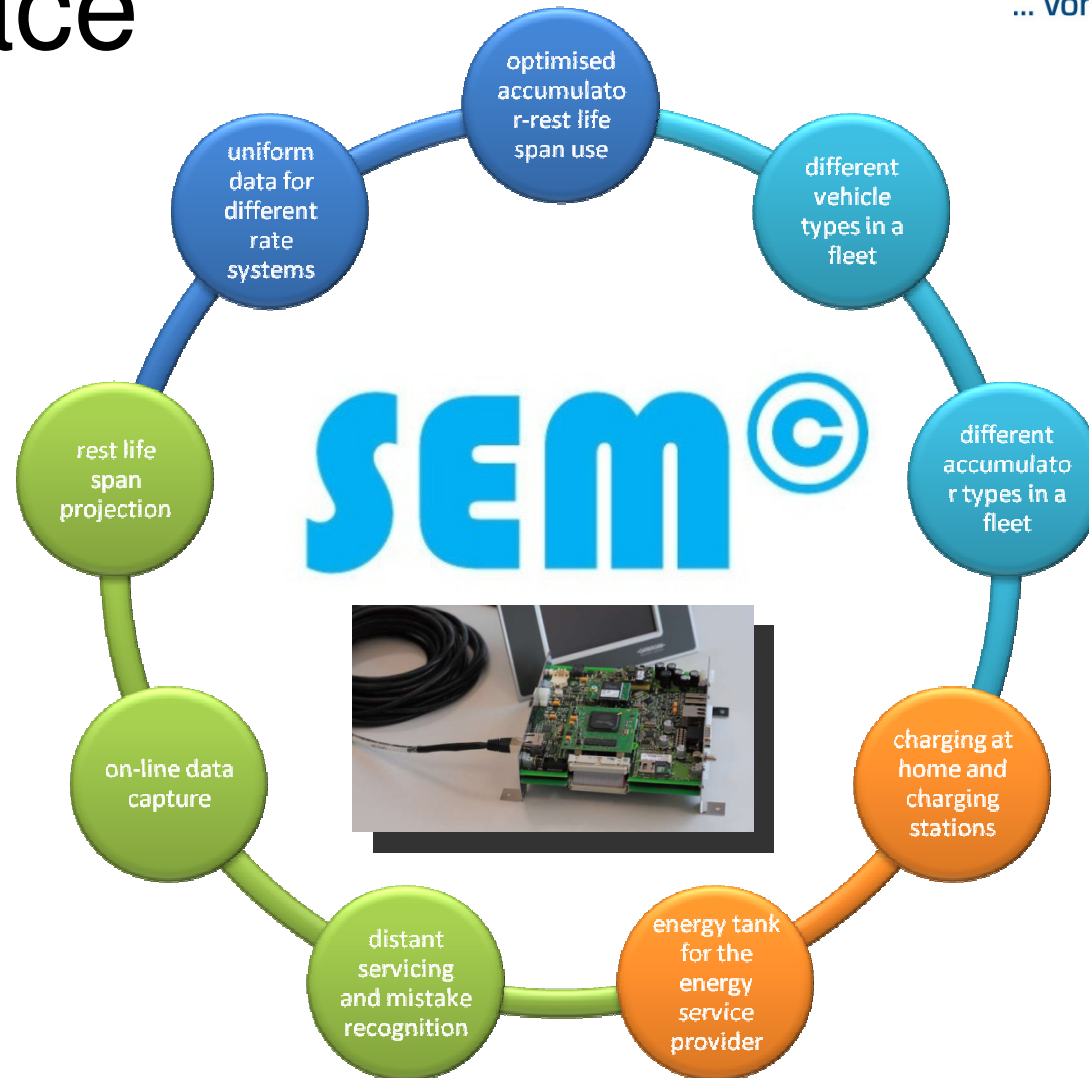 ace
... vor
optimised
accumulato
r-rest life
span use
different
vehicle
types in a
fleet
different
accumulato
r types in a
fleet
charging at
home and
charging
stations
energy tank
for the
energy
service
provider
distant
servicing
and mistake
recognition
on-line data
capture
rest life
span
projection
uniform
data for
different
rate
systems
SEM©